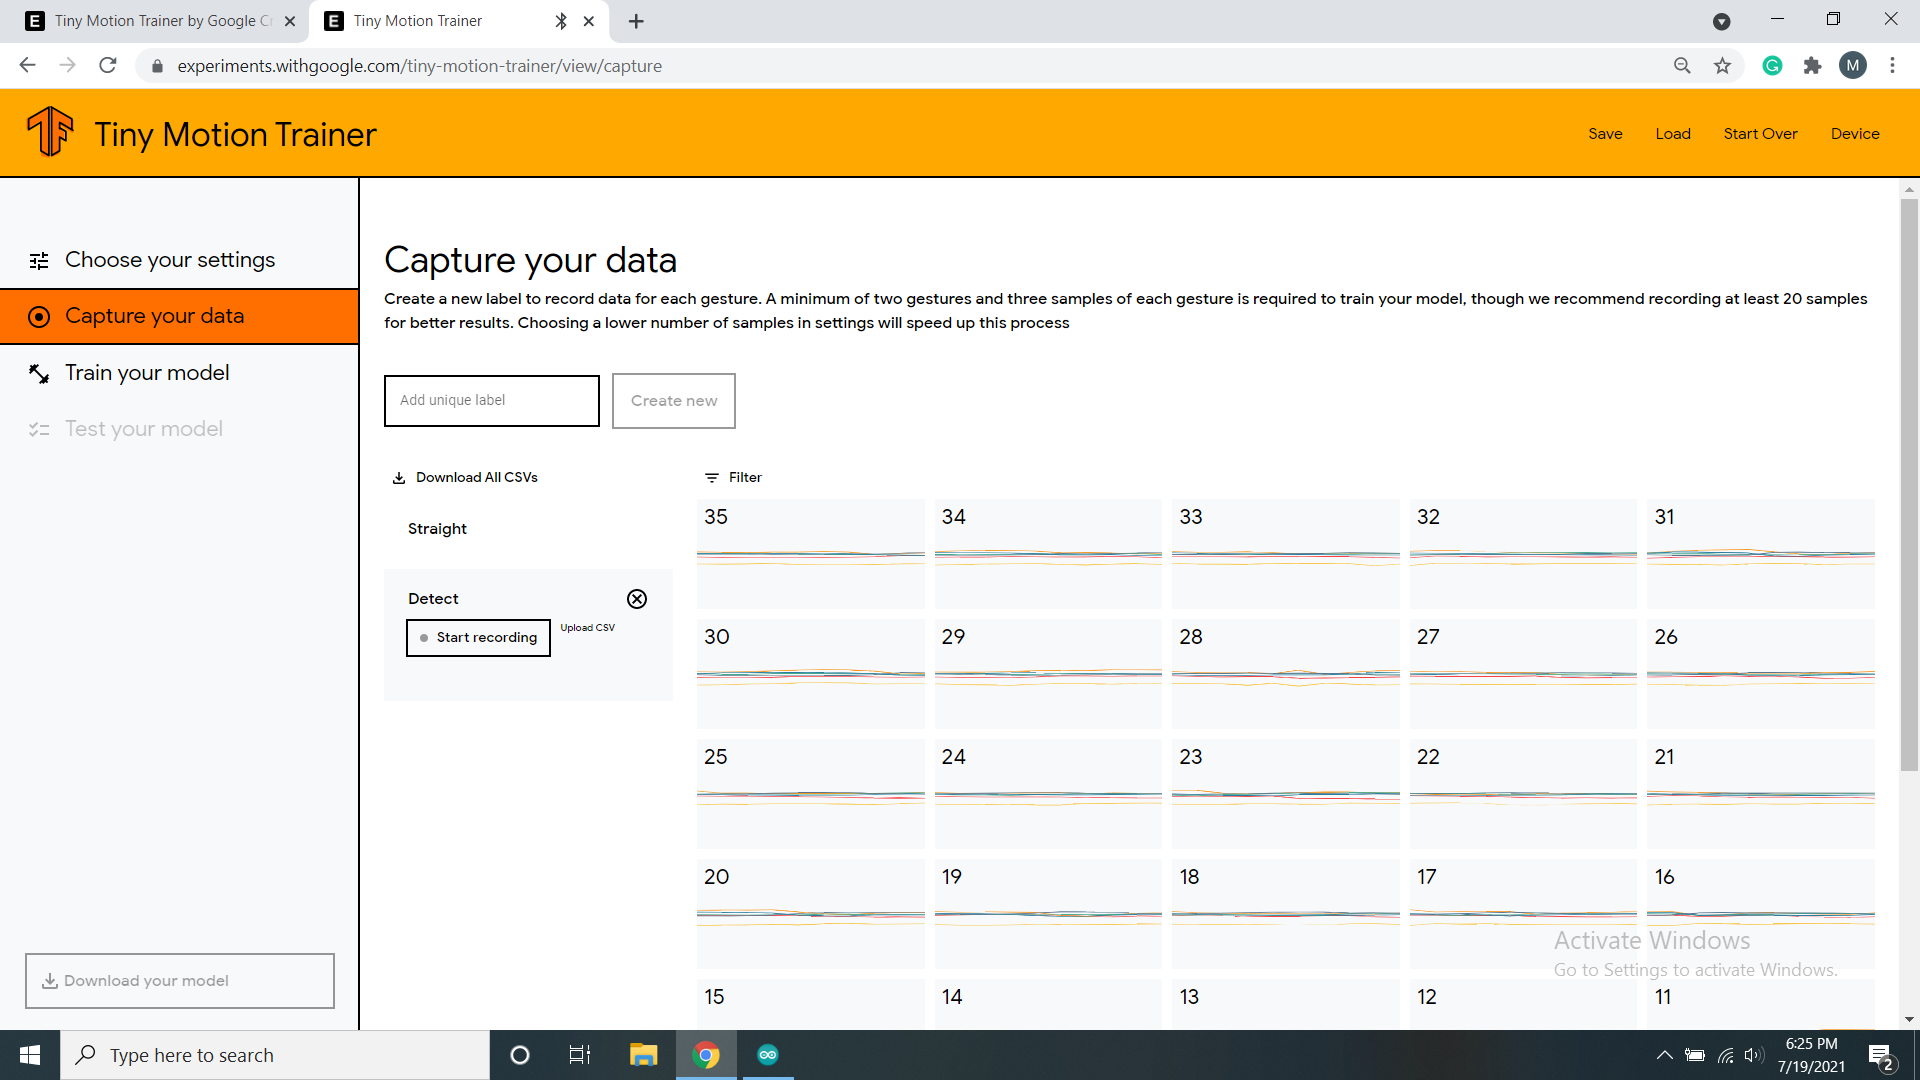 Tiny Motion Trainer by Google Cr
Tiny Motion Trainer
experiments.withgoogle.com/tiny-motion-trainer/view/capture
M
Tiny Motion Trainer
Save
Load
Start Over
Device
Choose your settings
Capture your data
Train your model
Test your model
Download your model
Capture your data
Create a new label to record data for each gesture. A minimum of two gestures and three samples of each gesture is required to train your model, though we recommend recording at least 20 samples
for better results. Choosing a lower number of samples in settings will speed up this process
Add unique label
Create new
Download All CSVs
Filter
Straight
Detect
Start recording
Upload CSV
35 34 33 32 31
30 29 28 27 26
25 24 23 22 21
20 19 18 17 16
15 14 13 12 11
Activate Windows
Go to Settings to activate Windows.
Type here to search
6:25 PM
7/19/2021
2